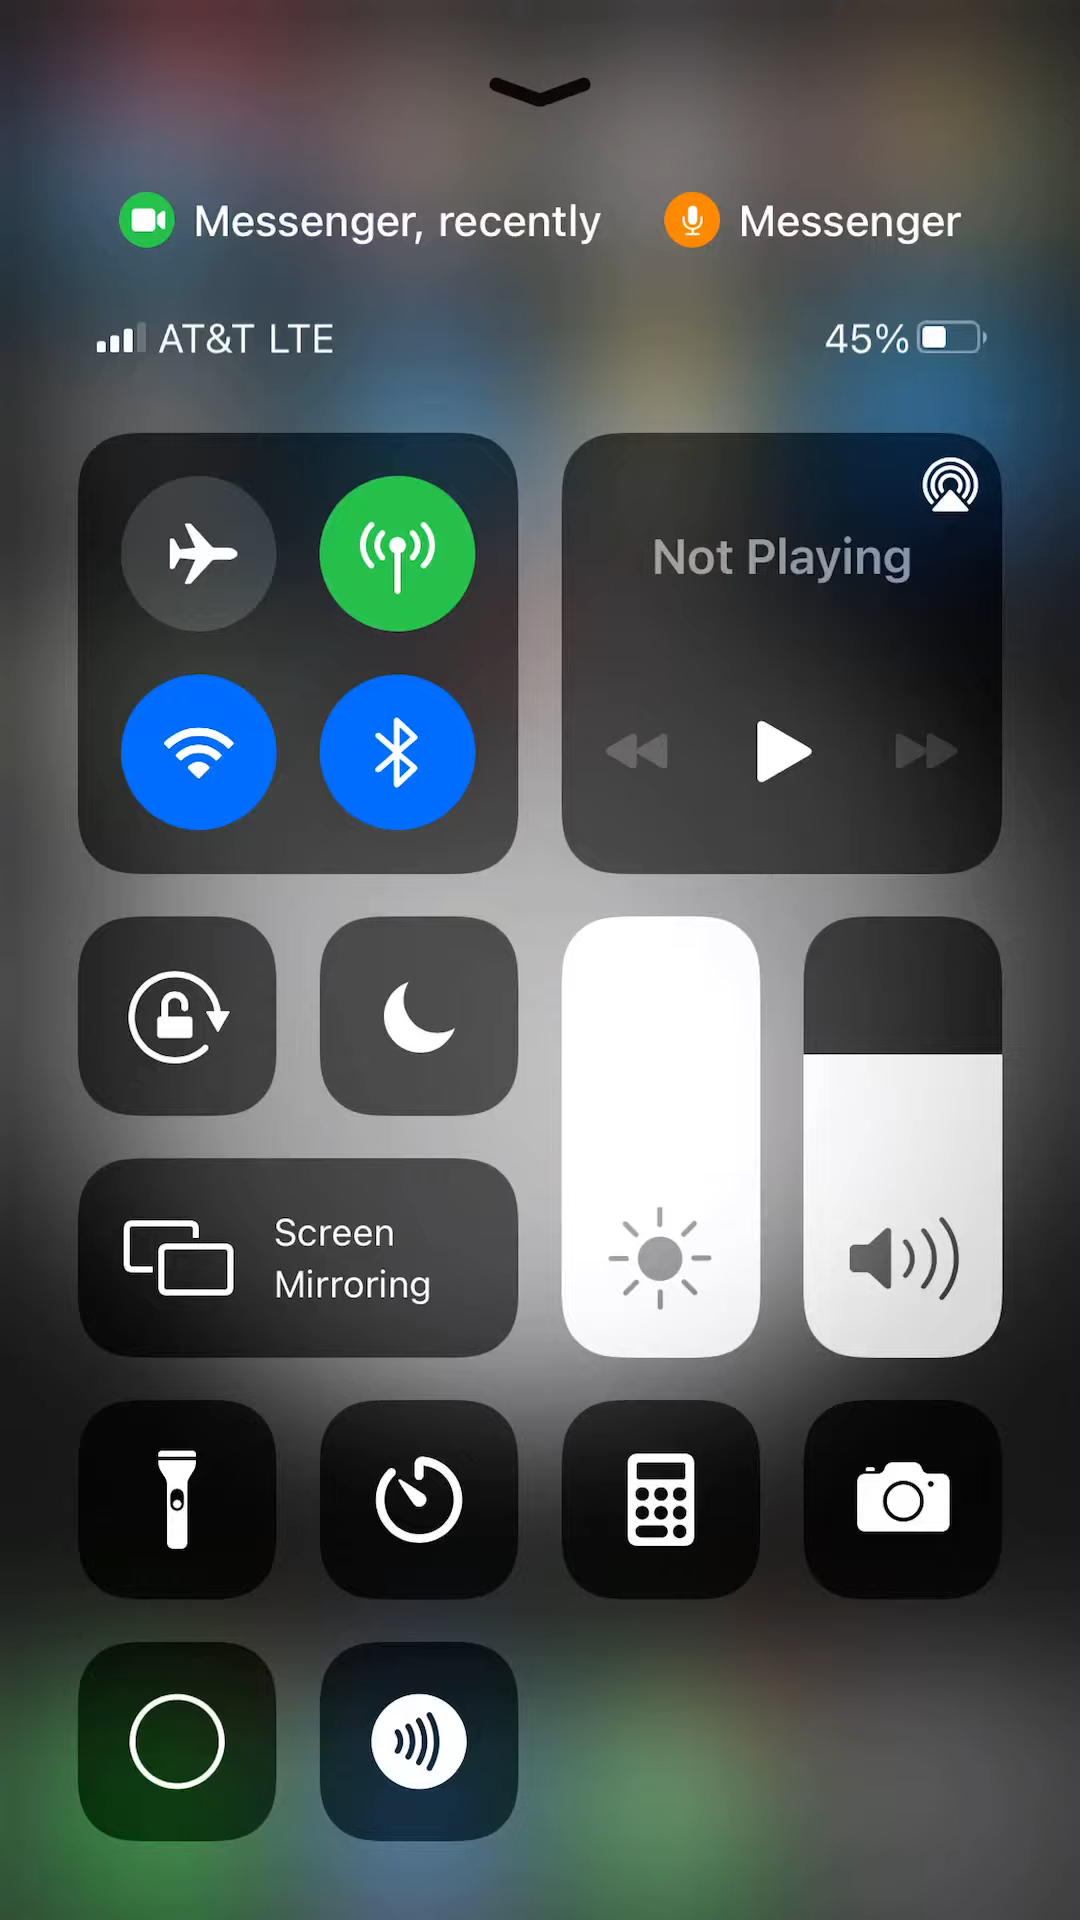 Messenger, recently
Messenger
AT&T LTE
45%
Not Playing
Screen
Mirroring